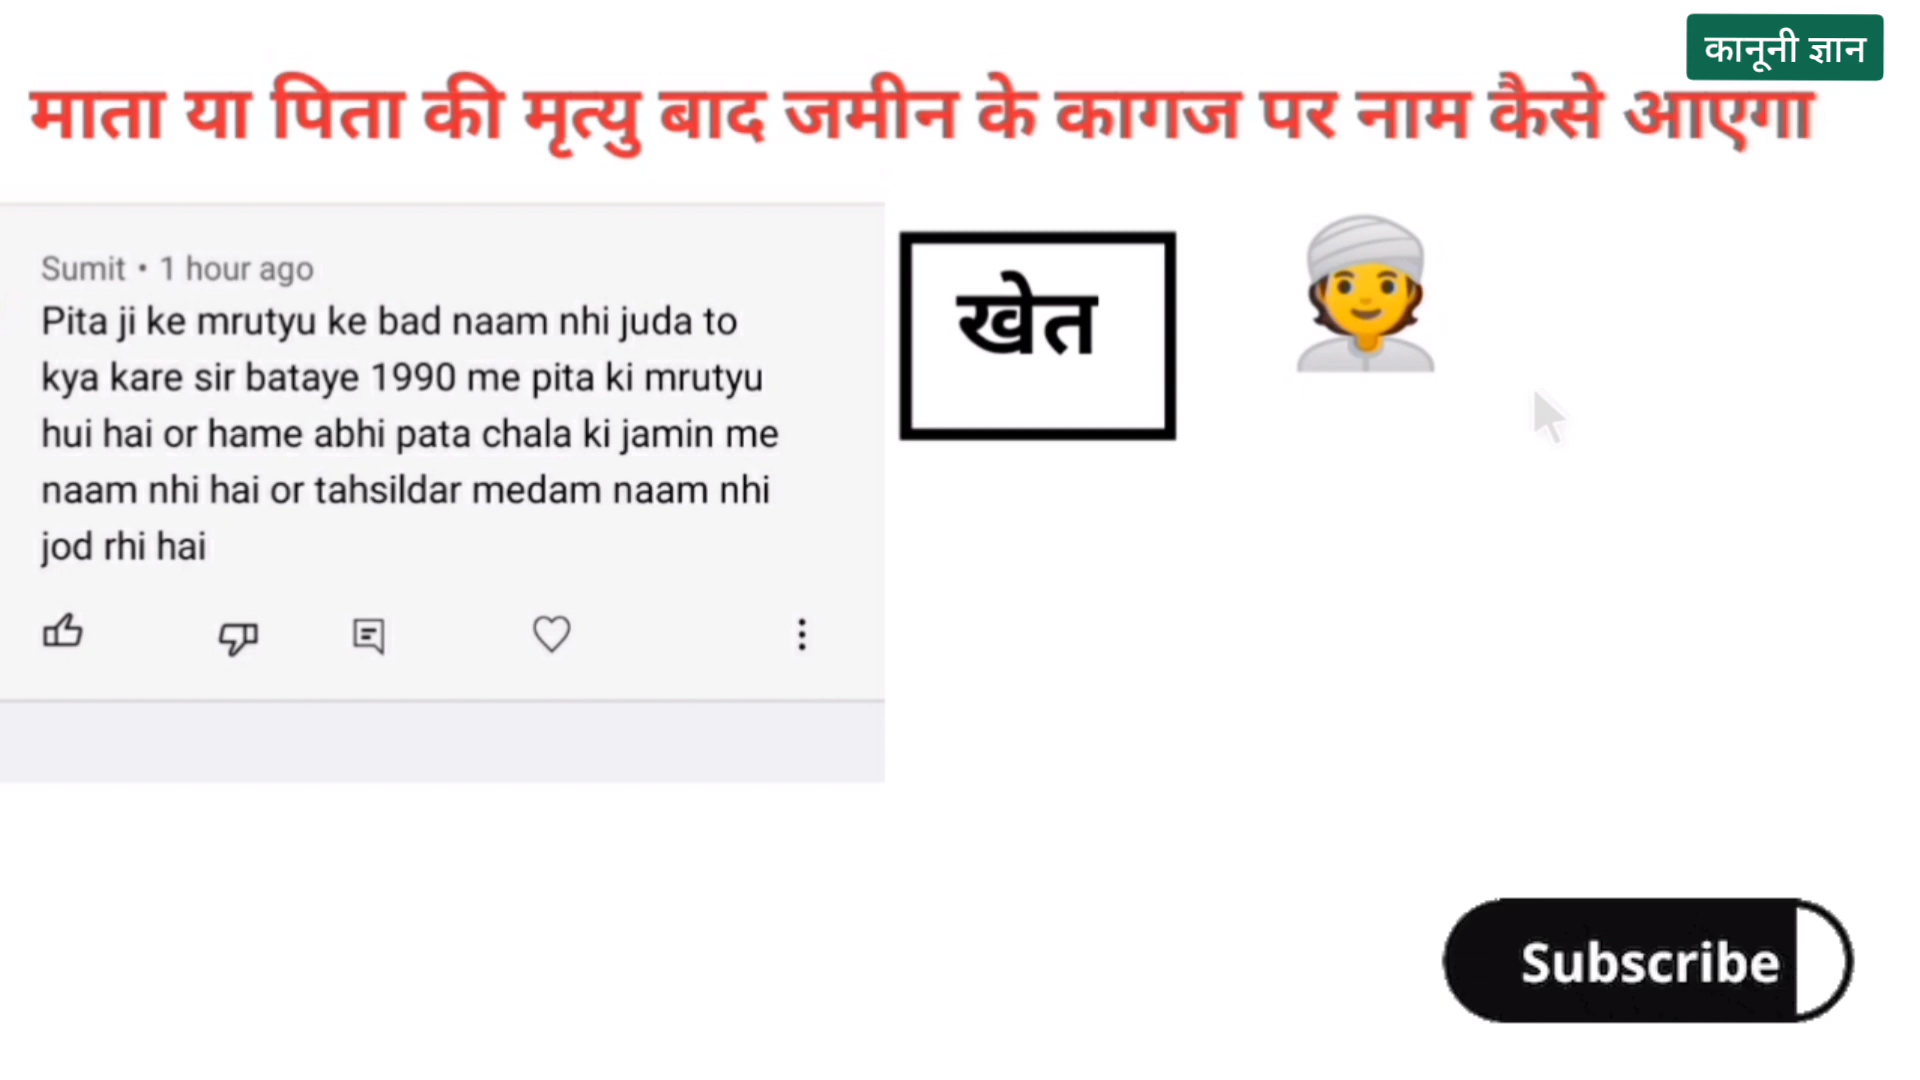 कानूनी ज्ञान
माता या पिता की मृत्यु बाद जमीन के कागज पर नाम कैसे आएगा
Sumit • 1 hour ago
Pita ji ke mrutyu ke bad naam nhi juda to
kya kare sir bataye 1990 me pita ki mrutyu
hui hai or hame abhi pata chala ki jamin me
naam nhi hai or tahsildar medam naam nhi
jod rhi hai
खेत
Subscribe